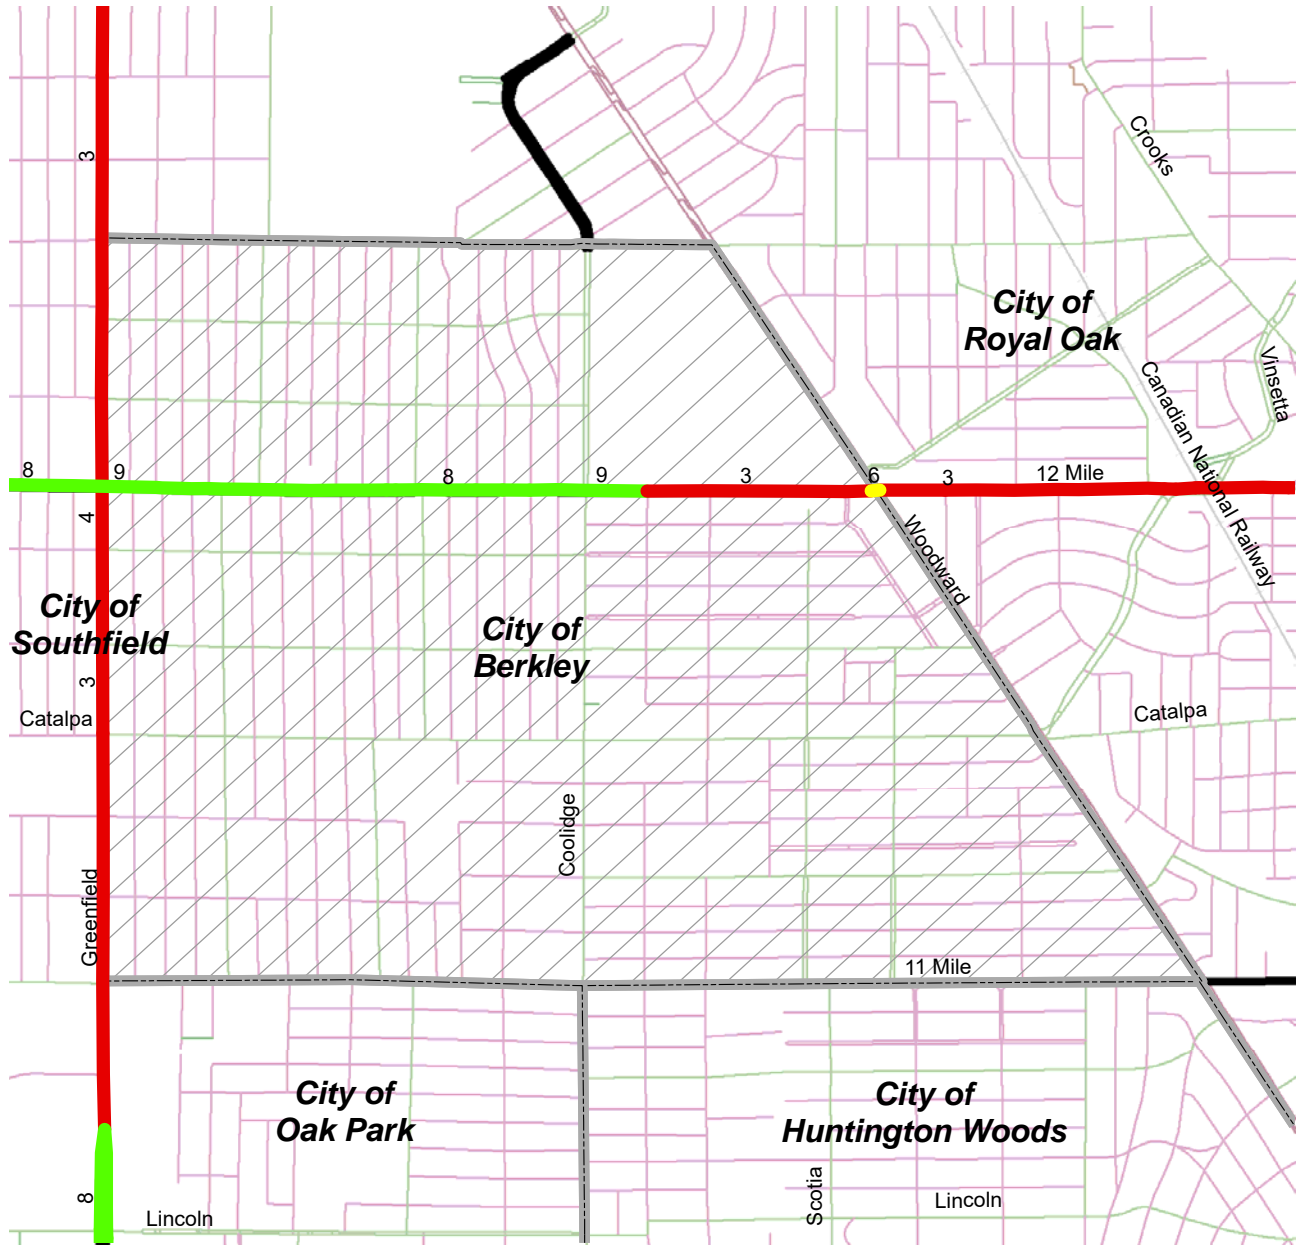 3
Crooks
City of
Royal Oak
Vinsetta
Canadian National Railway
8
9
8
9
3
6
3
12 Mile
4
Woodward
City of
Southfield
City of
Berkley
3
Catalpa
Catalpa
Coolidge
Greenfield
11 Mile
City of
Oak Park
City of
Huntington Woods
8
Scotia
Lincoln
Lincoln